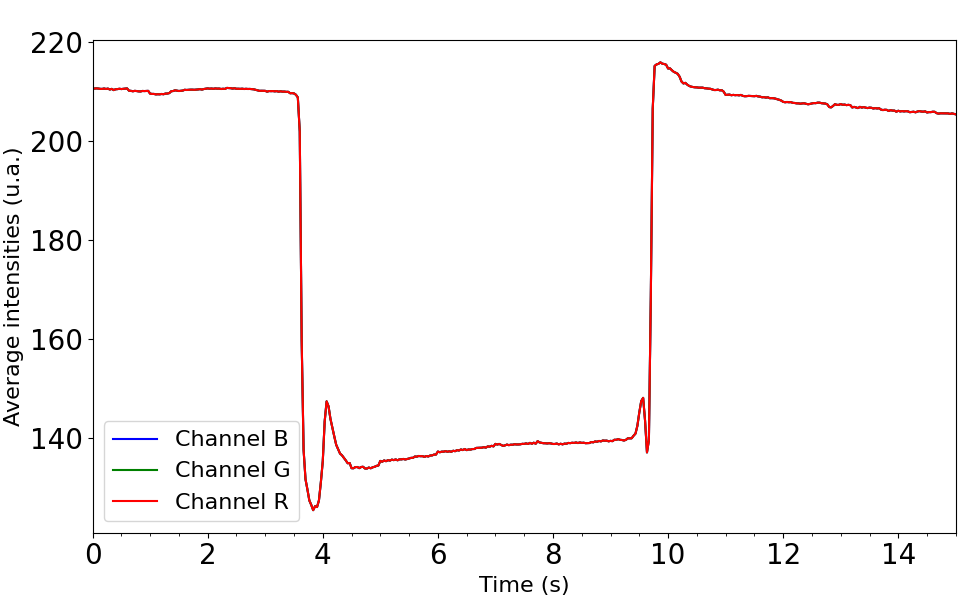 220
200
180
160
140
Average intensities (u.a.)
Channel B
Channel G
Channel R
0 2 4 6 8 10 12 14
Time (s)